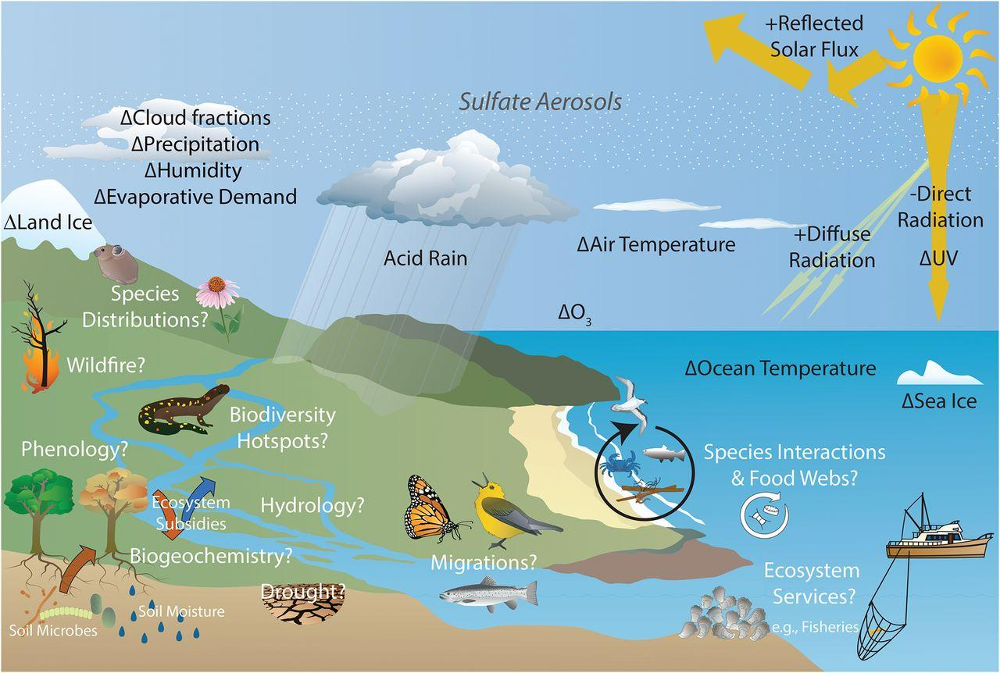 +Reflected
Solar Flux
Sulfate Aerosols
ΔCloud fractions
ΔPrecipitation
ΔHumidity
ΔEvaporative Demand
-Direct
Radiation
ΔLand Ice
+Diffuse
Radiation
ΔAir Temperature
Acid Rain
ΔUV
Species
Distributions?
ΔO₃
Wildfire?
ΔOcean Temperature
ΔSea Ice
Biodiversity
Hotspots?
Phenology?
Species Interactions
& Food Webs?
Ecosystem
Subsidies
Hydrology?
Biogeochemistry?
Migrations?
Ecosystem
Services?
Drought?
Soil Moisture
Soil Microbes
e.g., Fisheries